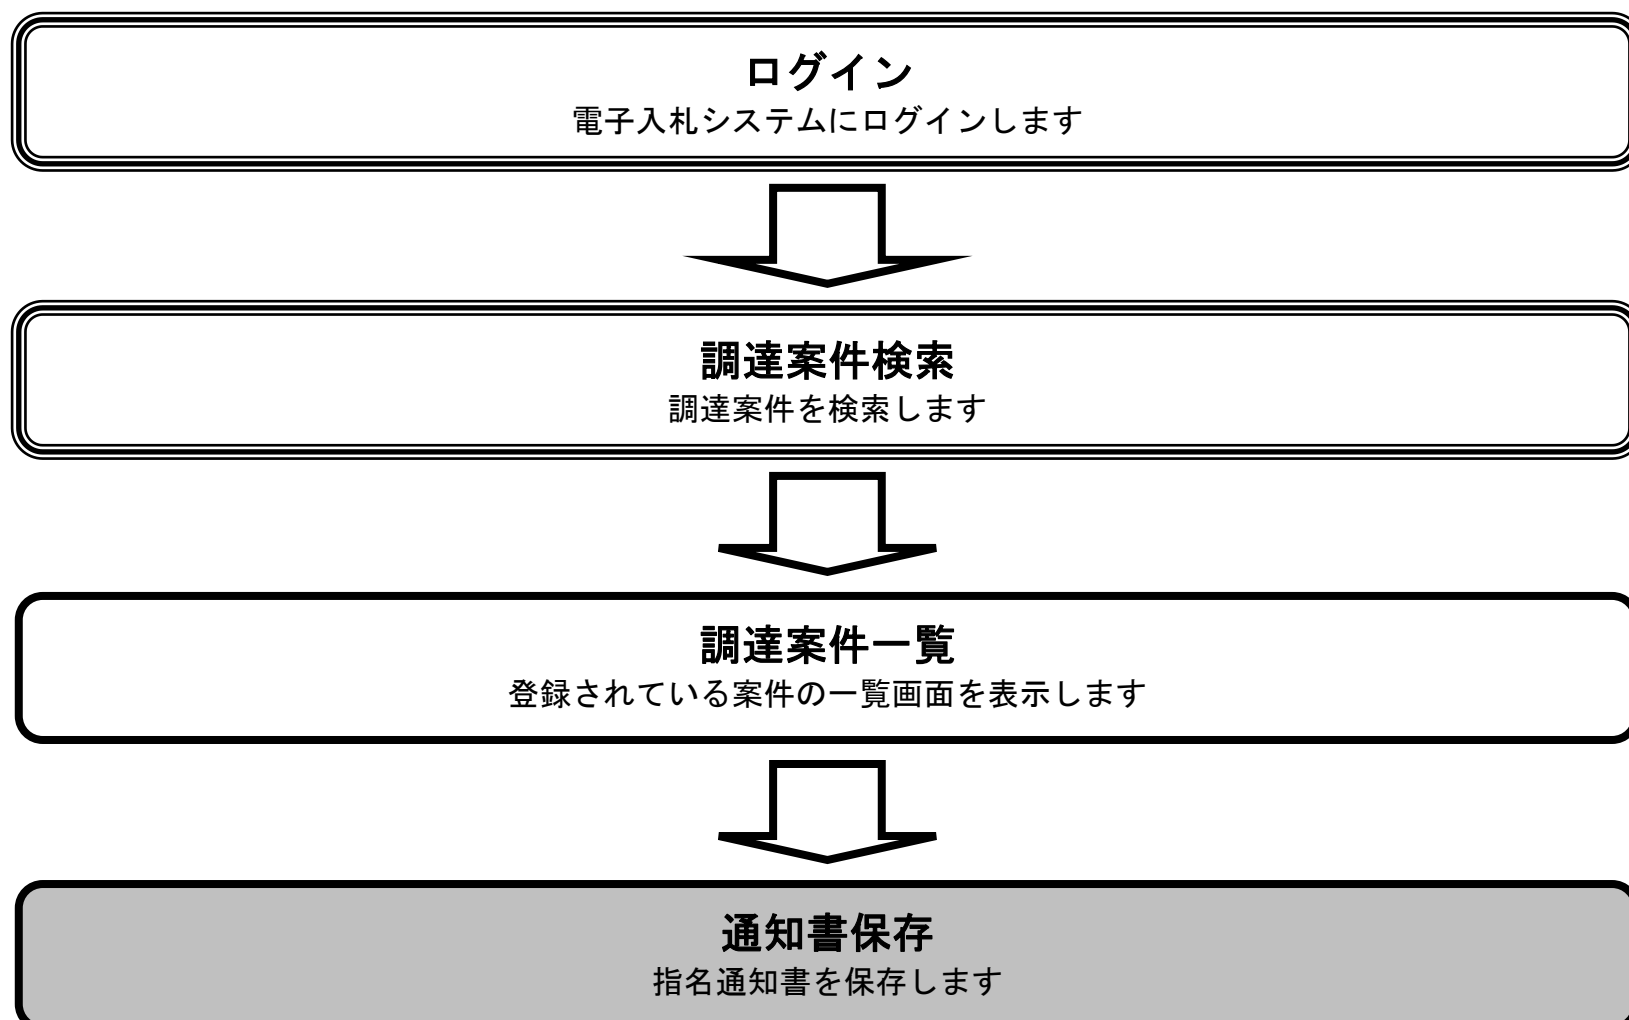 ログイン
電子入札システムにログインします
調達案件検索
調達案件を検索します
調達案件一覧
登録されている案件の一覧画面を表示します
通知書保存
指名通知書を保存します